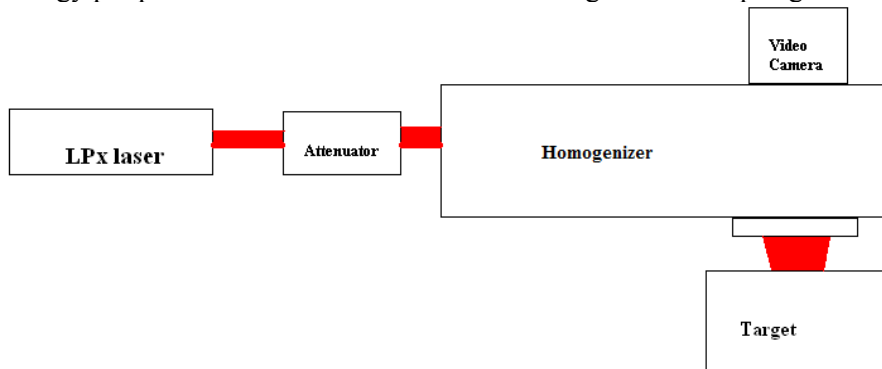 Video
Camera
LPx laser
Attenuator
Homogenizer
Target